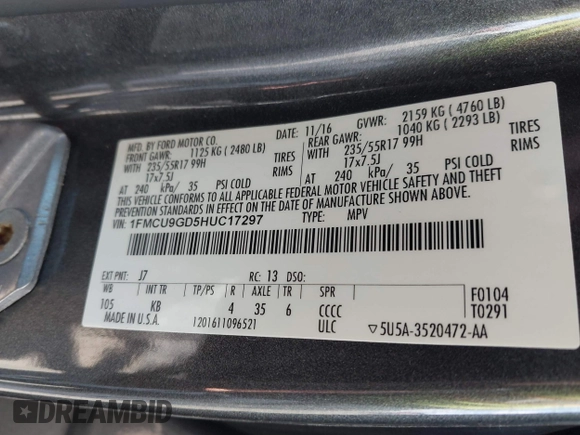 MFD. BY FORD MOTOR CO.
DATE: 11/16 GVWR: 2159 KG ( 4760 LB)
FRONT GAWR: 1125 KG ( 2480 LB)
REAR GAWR: 1040 KG ( 2293 LB)
WITH 235/55R17 99H TIRES
WITH 235/55R17 99H TIRES
17x7.5J RIMS
17x7.5J RIMS
AT 240 kPa/ 35 PSI COLD
AT 240 kPa/ 35 PSI COLD
THIS VEHICLE CONFORMS TO ALL APPLICABLE FEDERAL MOTOR VEHICLE SAFETY AND THEFT
PREVENTION STANDARDS IN EFFECT ON THE DATE OF MANUFACTURE SHOWN ABOVE.
VIN: 1FMCU9GD5HUC17297
TYPE: MPV
EXT PNT: J7 RC: 13 DSO:
WB INT TR TP/PS R AXLE TR SPR
105 KB 4 35 6 CCCC
F0104
T0291
MADE IN U.S.A. 1201611096521 ULC
▽5U5A-3520472-AA
DREAMBID